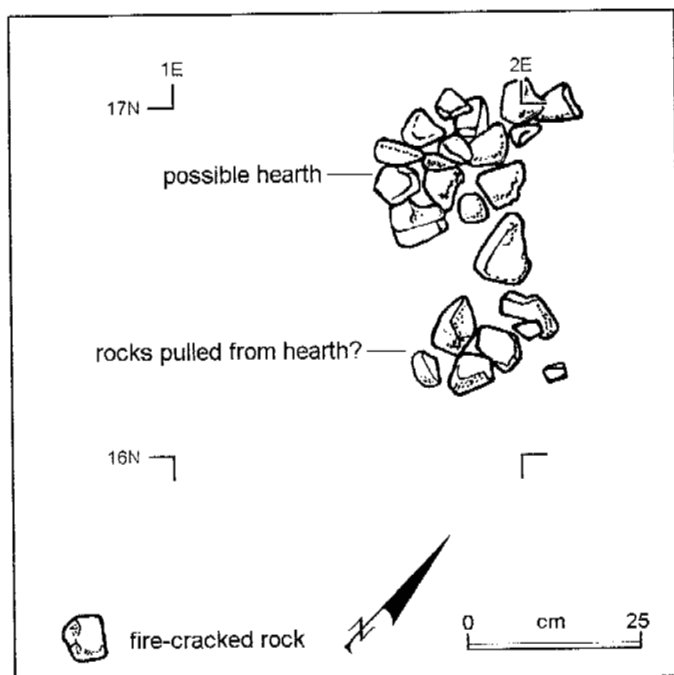 1E
2E
17N
possible hearth
rocks pulled from hearth?
16N
N
fire-cracked rock
0 cm 25